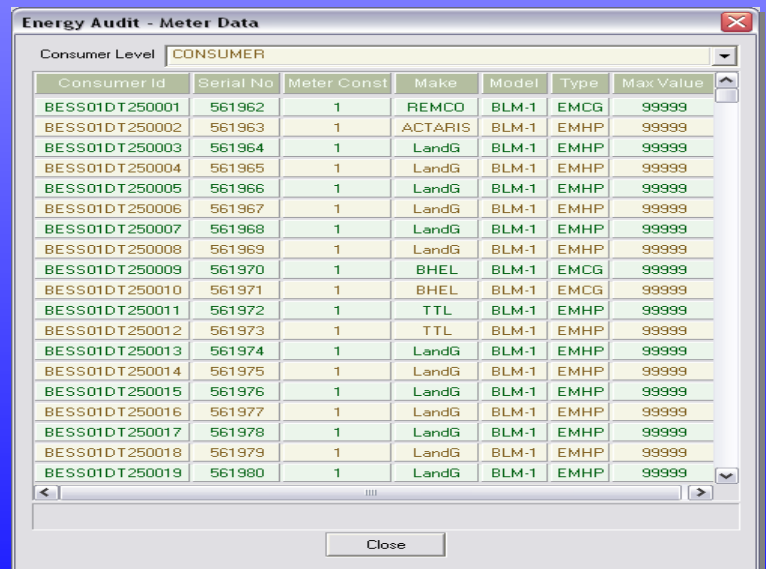 Energy Audit - Meter Data
Consumer Level CONSUMER
Consumer Id Serial No Meter Const Make Model Type Max Value
BESS01DT250001 561962 1 REMCO BLM-1 EMCG 99999
BESS01DT250002 561963 1 ACTARIS BLM-1 EMHP 99999
BESS01DT250003 561964 1 LandG BLM-1 EMHP 99999
BESS01DT250004 561965 1 LandG BLM-1 EMHP 99999
BESS01DT250005 561966 1 LandG BLM-1 EMHP 99999
BESS01DT250006 561967 1 LandG BLM-1 EMHP 99999
BESS01DT250007 561968 1 LandG BLM-1 EMHP 99999
BESS01DT250008 561969 1 LandG BLM-1 EMHP 99999
BESS01DT250009 561970 1 BHEL BLM-1 EMCG 99999
BESS01DT250010 561971 1 BHEL BLM-1 EMCG 99999
BESS01DT250011 561972 1 TTL BLM-1 EMHP 99999
BESS01DT250012 561973 1 TTL BLM-1 EMHP 99999
BESS01DT250013 561974 1 LandG BLM-1 EMHP 99999
BESS01DT250014 561975 1 LandG BLM-1 EMHP 99999
BESS01DT250015 561976 1 LandG BLM-1 EMHP 99999
BESS01DT250016 561977 1 LandG BLM-1 EMHP 99999
BESS01DT250017 561978 1 LandG BLM-1 EMHP 99999
BESS01DT250018 561979 1 LandG BLM-1 EMHP 99999
BESS01DT250019 561980 1 LandG BLM-1 EMHP 99999
Close